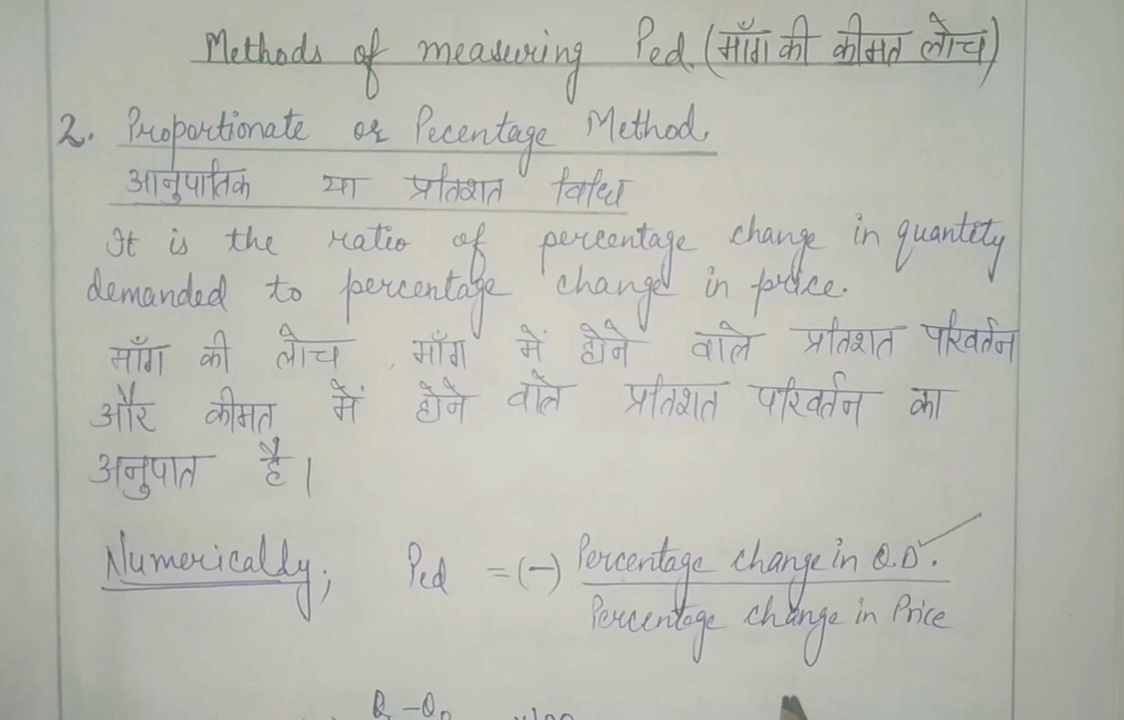 Methods of measuring Ped. (माँग की कीमत लोच)
2. Proportionate or Pecentage Method.
आनुपातिक या प्रतिशत विधि
It is the ratio of percentage change in quantity
demanded to percentage change in price.
माँग की लोच, माँग में होने वाले प्रतिशत परिवर्तन
और कीमत में होने वाले प्रतिशत परिवर्तन का
अनुपात है।
Numerically; Ped = (-) Percentage change in Q.D.
Percentage change in Price